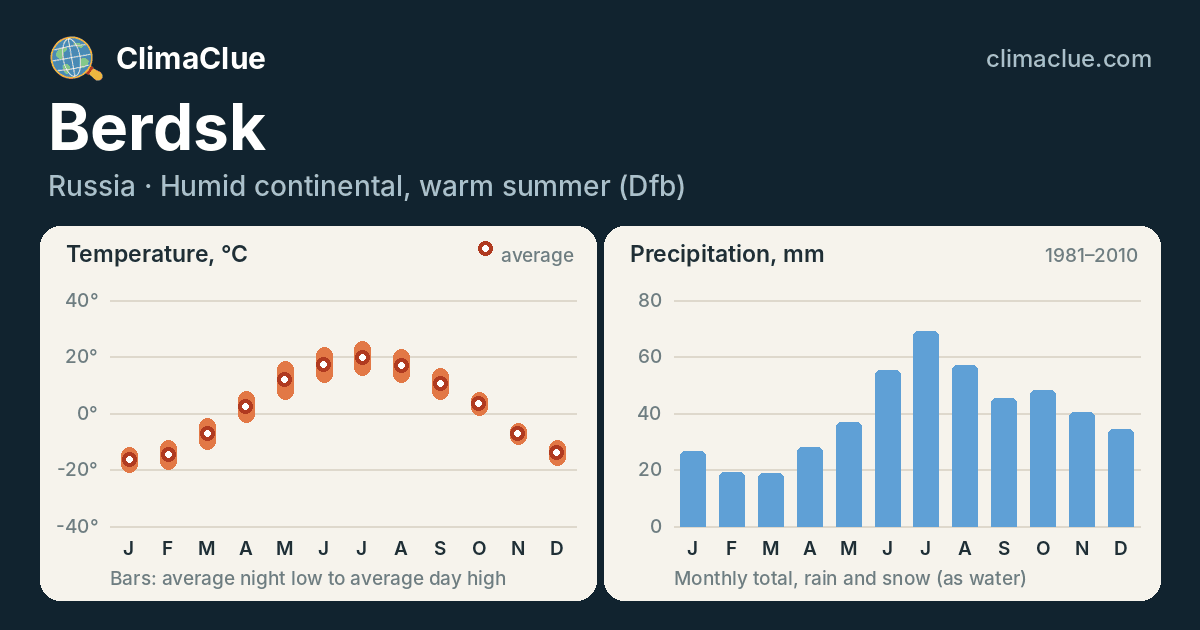 ClimaClue
climaclue.com
Berdsk
Russia · Humid continental, warm summer (Dfb)
Temperature, °C
average
40°
20°
0°
-20°
-40°
J F M A M J J A S O N D
Bars: average night low to average day high
Precipitation, mm
1981–2010
80
60
40
20
0
J F M A M J J A S O N D
Monthly total, rain and snow (as water)